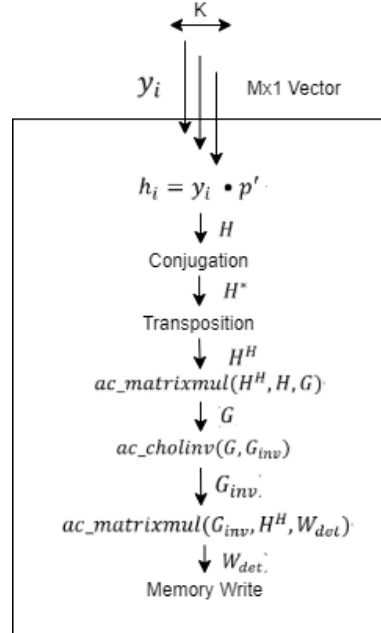 K
y_i
Mx1 Vector
h_i = y_i • p'
H
Conjugation
H*
Transposition
H^H
ac_matrixmul(H^H, H, G)
G
ac_cholinv(G, G_inv)
G_inv.
ac_matrixmul(G_inv, H^H, W_det)
W_det.
Memory Write